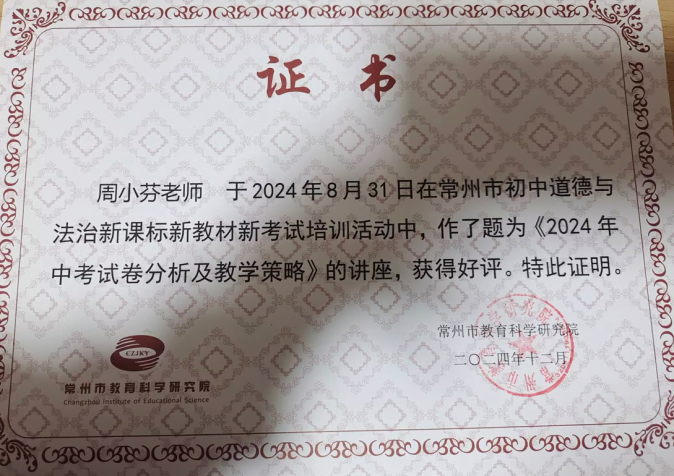 证 书
周小芬老师 于2024年8月31日在常州市初中道德与
法治新课标新教材新考试培训活动中，作了题为《2024年
中考试卷分析及教学策略》的讲座，获得好评。特此证明。
常州市教育科学研究院
二〇二四年十二月
CZJKY
常州市教育科学研究院
Changzhou Institute of Educational Science